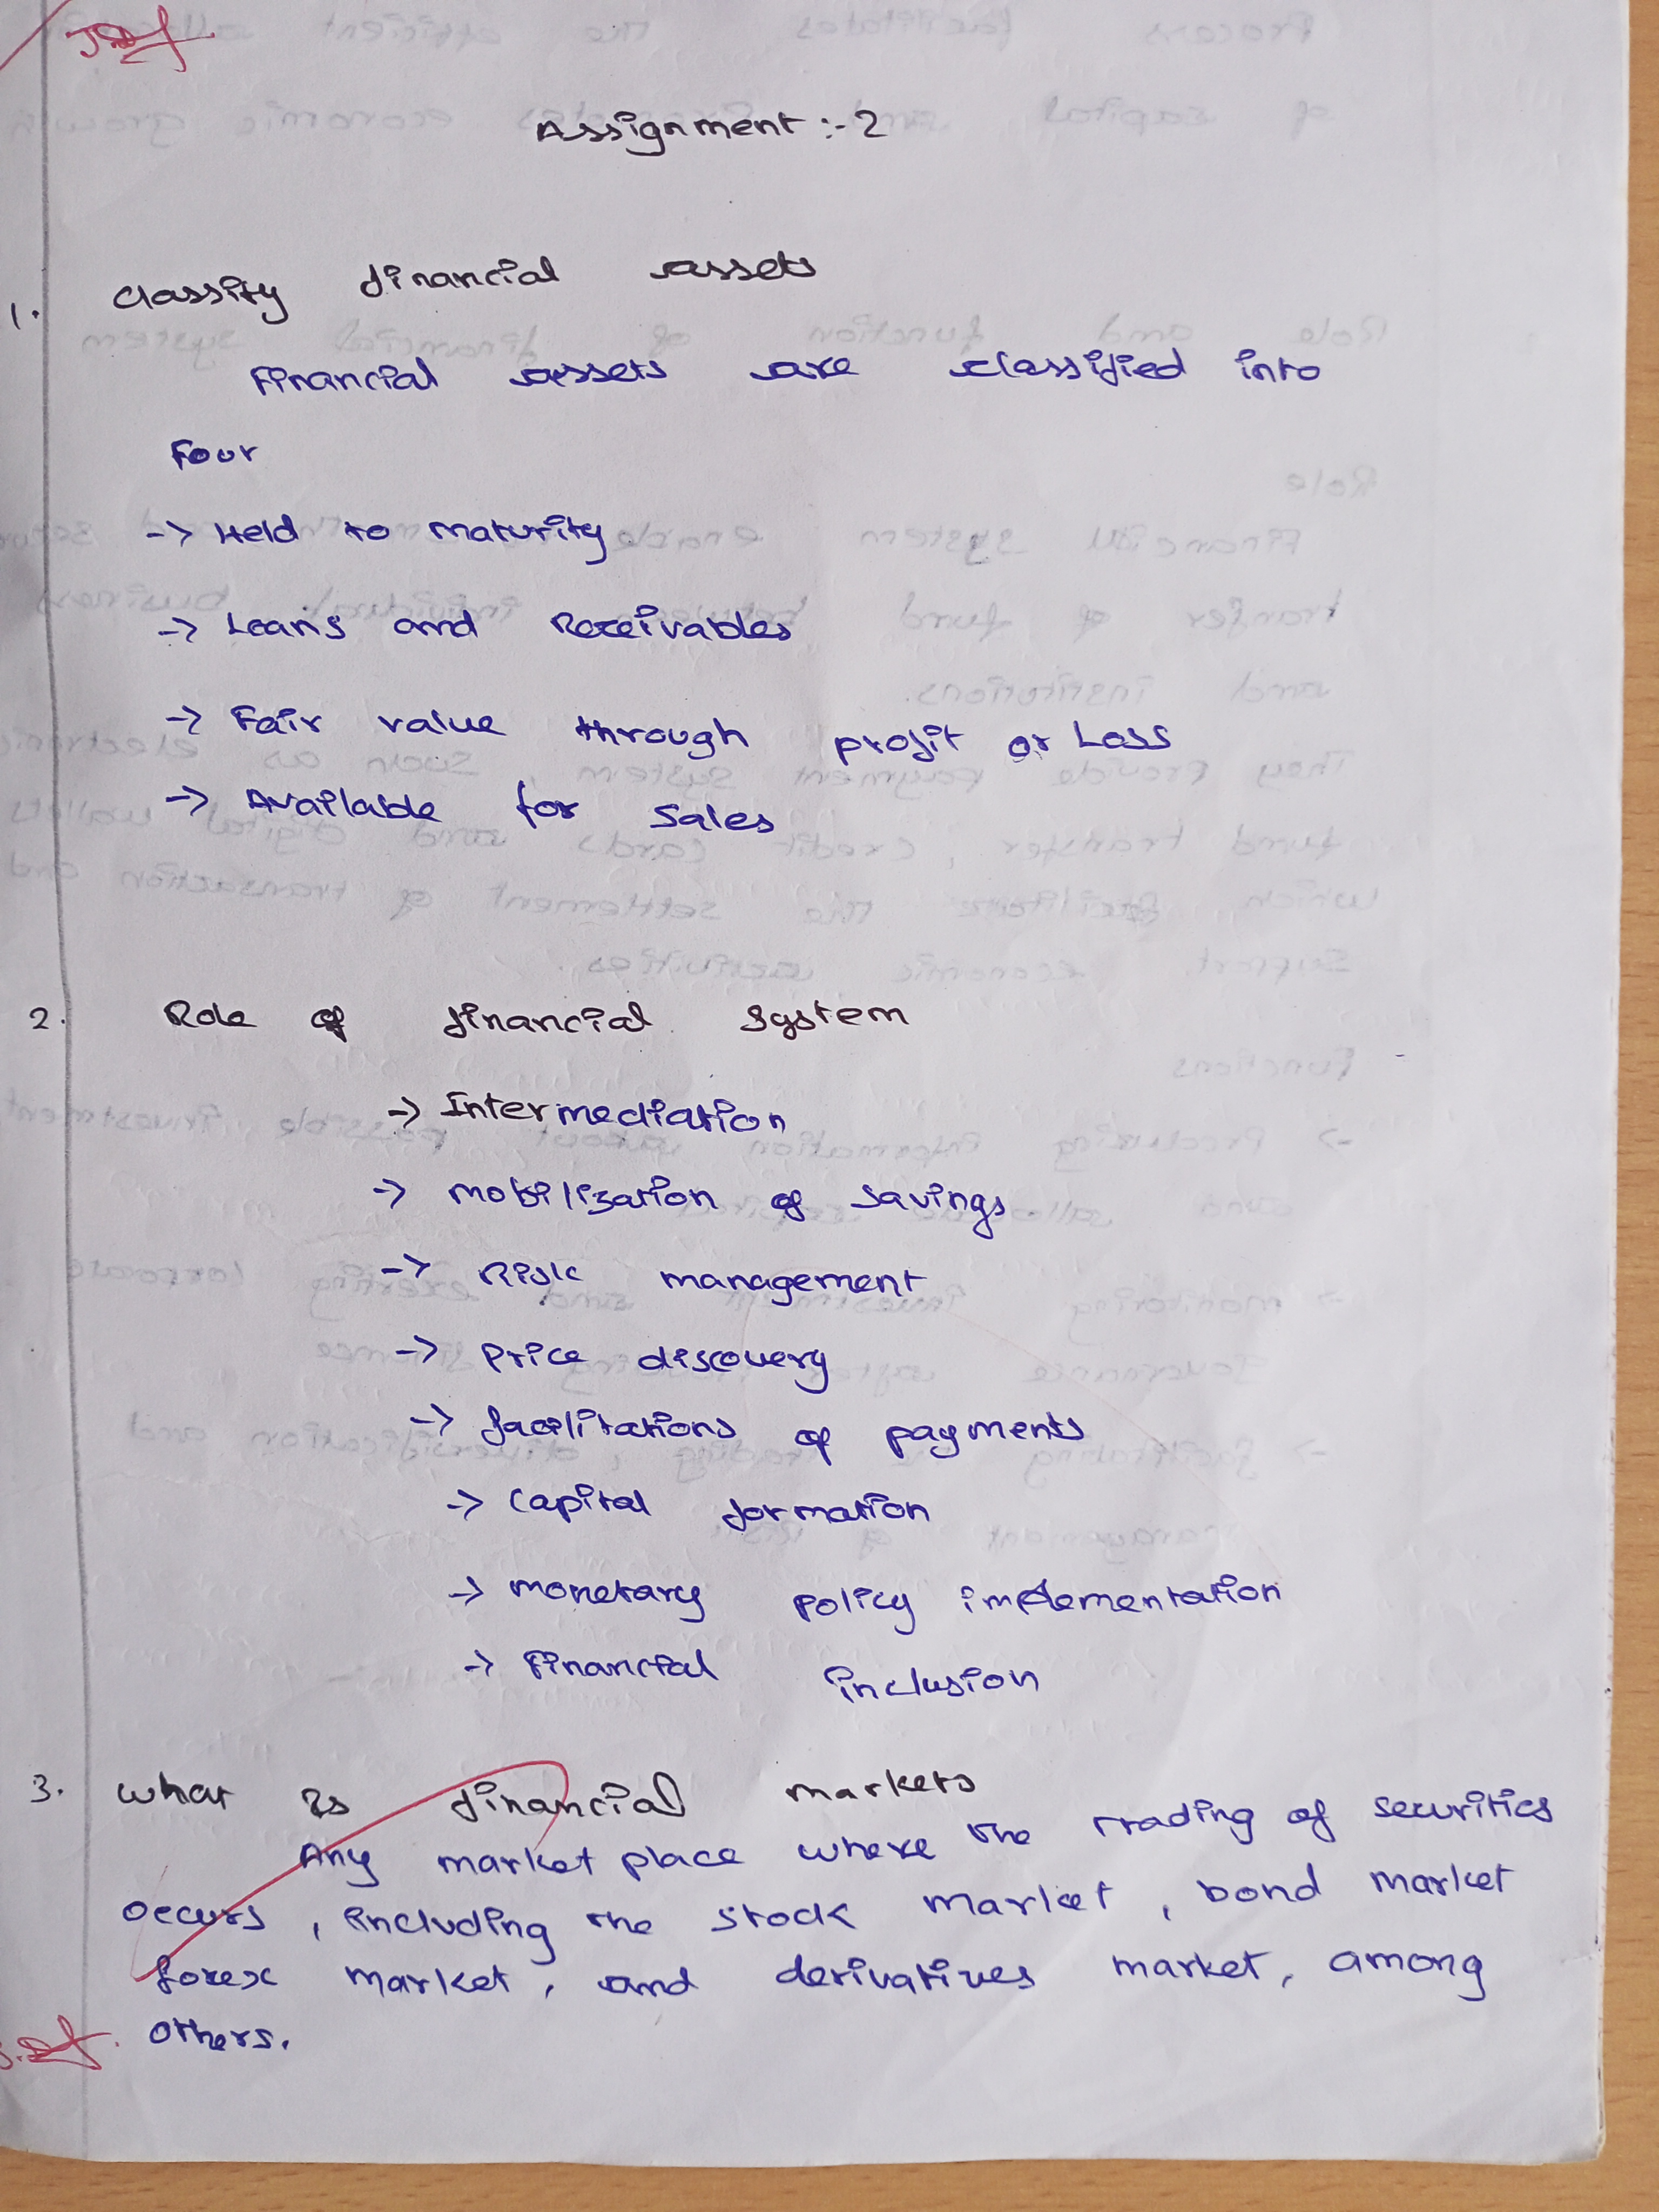 Assignment :- 2
1. Classify financial assets
Financial assets are classified into
Four
-> Held to maturity
-> Loans and Receivables
-> Fair value through profit or Loss
-> Available for Sales
2. Role of financial system
-> Intermediation
-> mobilization of savings
-> Risk management
-> price discovery
-> facilitations of payments
-> Capital formation
-> monetary policy implementation
-> financial inclusion
3. What is financial markets
Any market place where the trading of securities
occurs, including the stock market, bond market
forex market, and derivatives market, among
others.